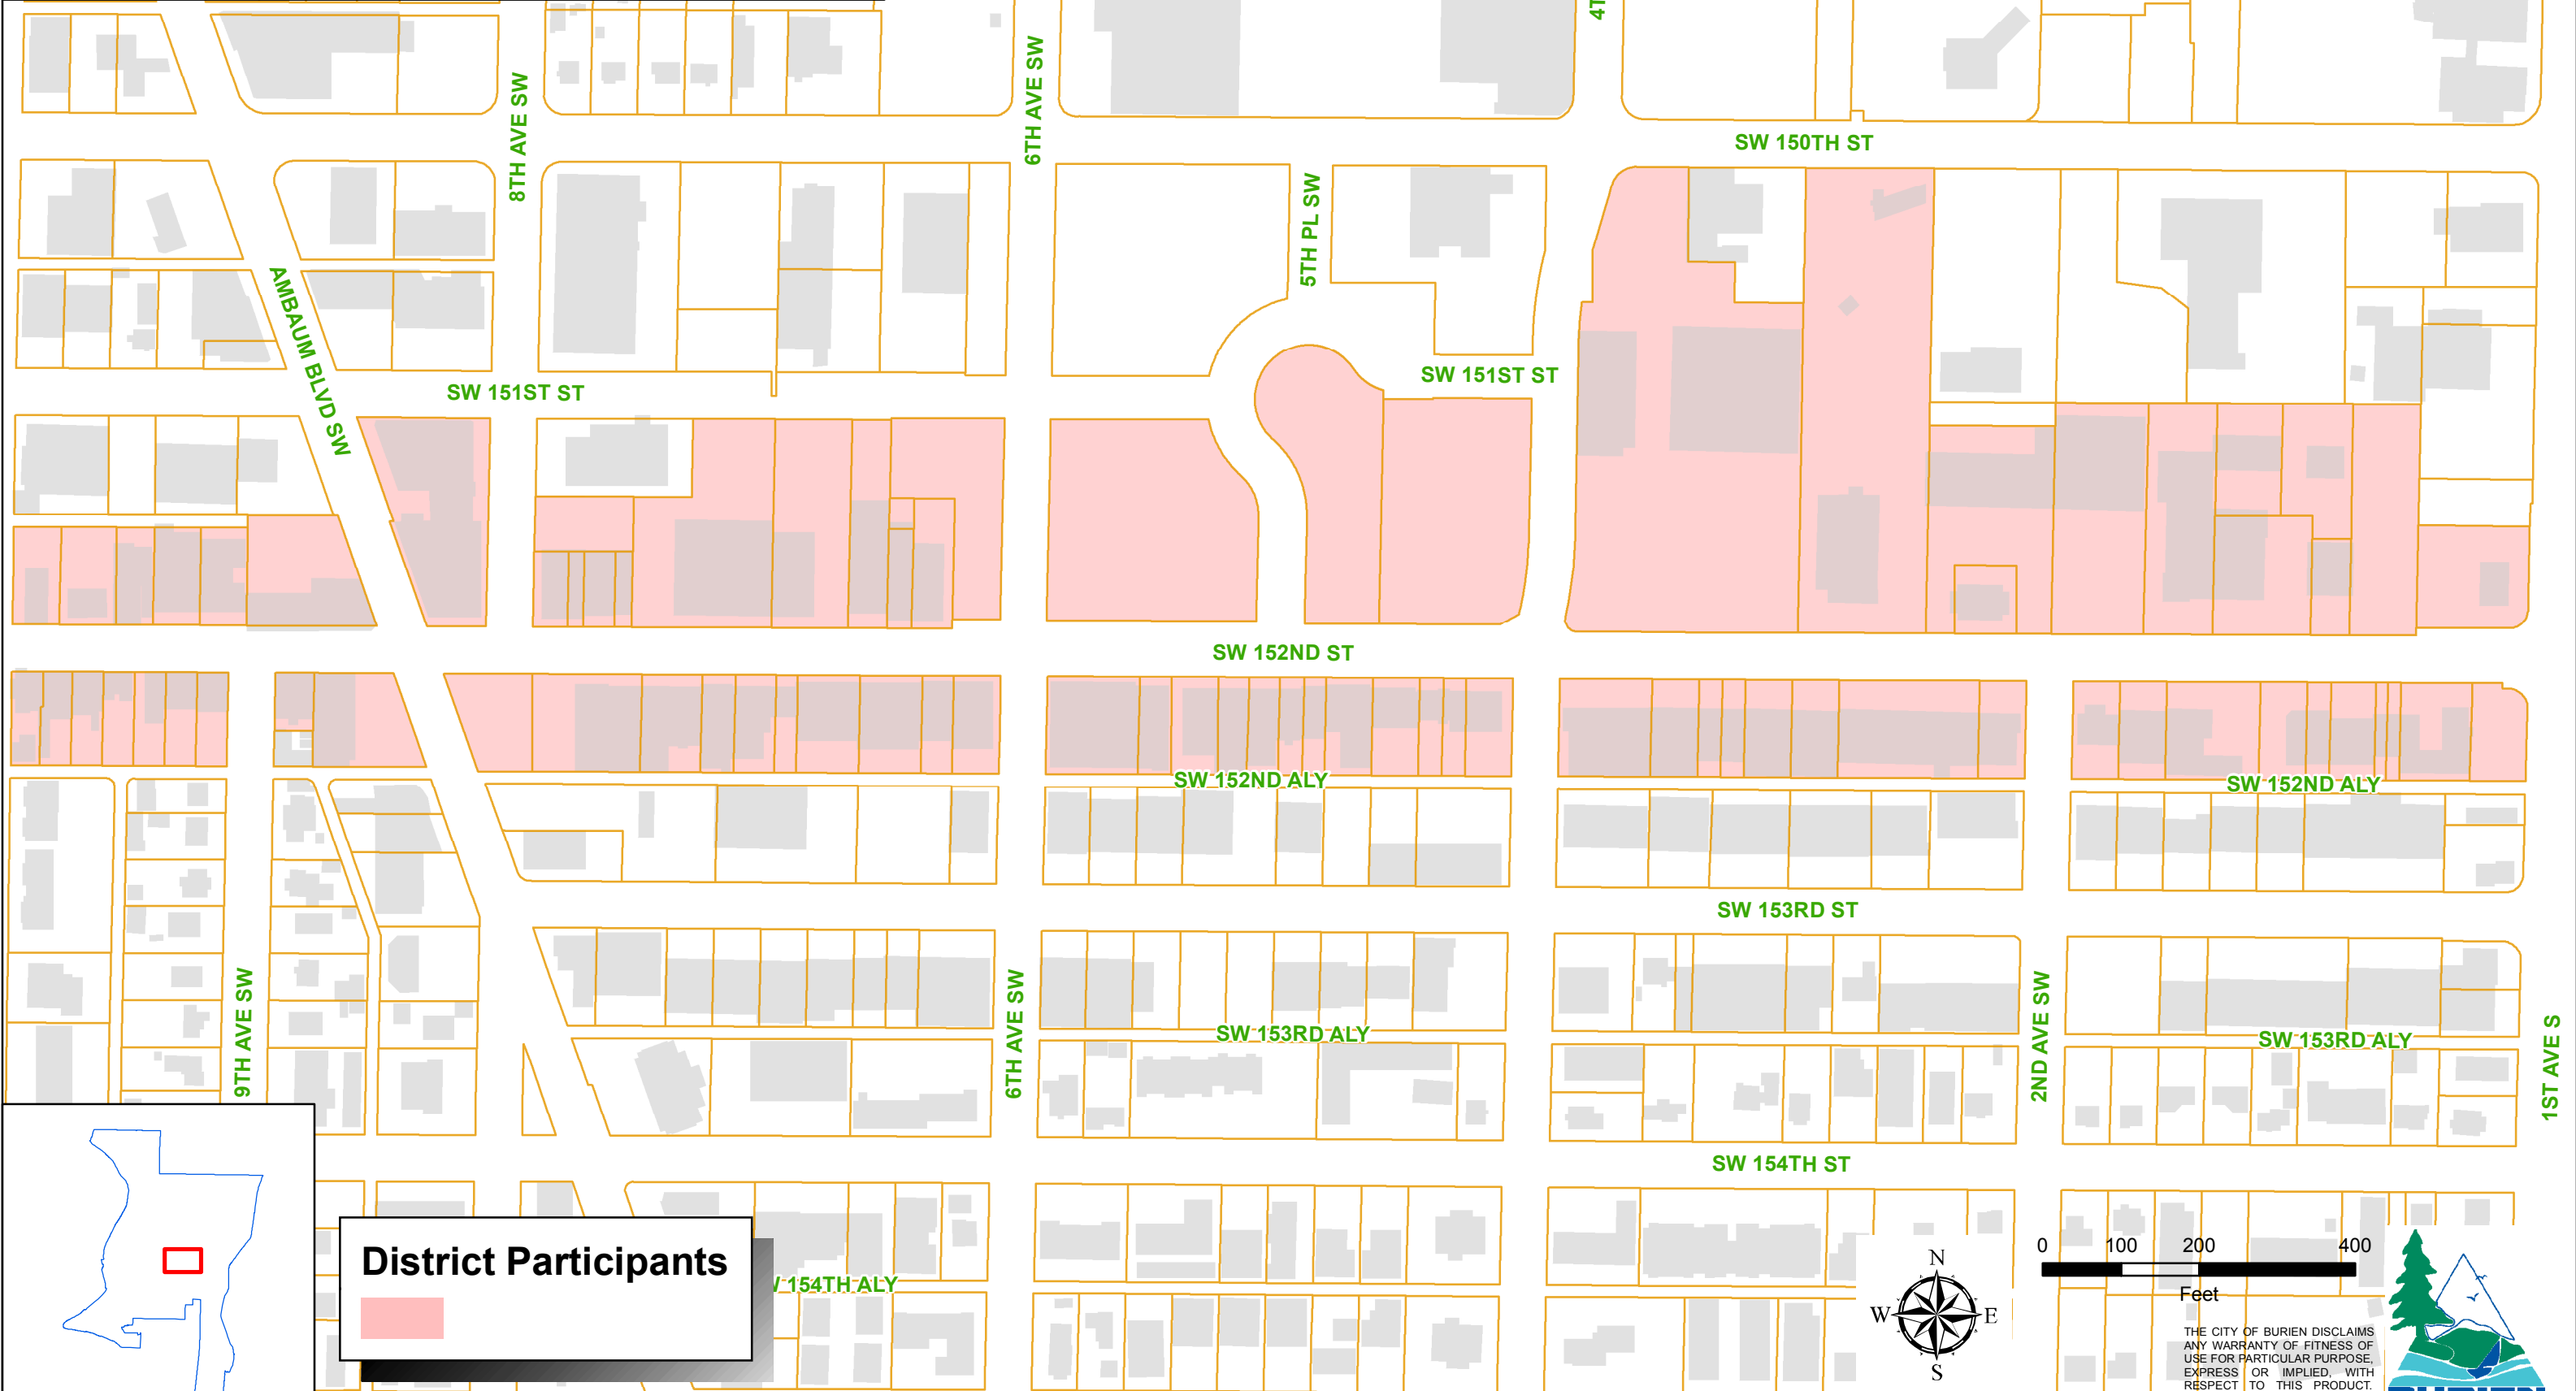 4T
8TH AVE SW
6TH AVE SW
SW 150TH ST
5TH PL SW
AMBAUM BLVD SW
SW 151ST ST
SW 151ST ST
SW 152ND ST
SW 152ND ALY
SW 152ND ALY
SW 153RD ST
9TH AVE SW
6TH AVE SW
SW 153RD ALY
2ND AVE SW
SW 153RD ALY
1ST AVE S
SW 154TH ST
District Participants
154TH ALY
N
W E
S
0 100 200 400
Feet
THE CITY OF BURIEN DISCLAIMS
ANY WARRANTY OF FITNESS OF
USE FOR PARTICULAR PURPOSE,
EXPRESS OR IMPLIED, WITH
RESPECT TO THIS PRODUCT.